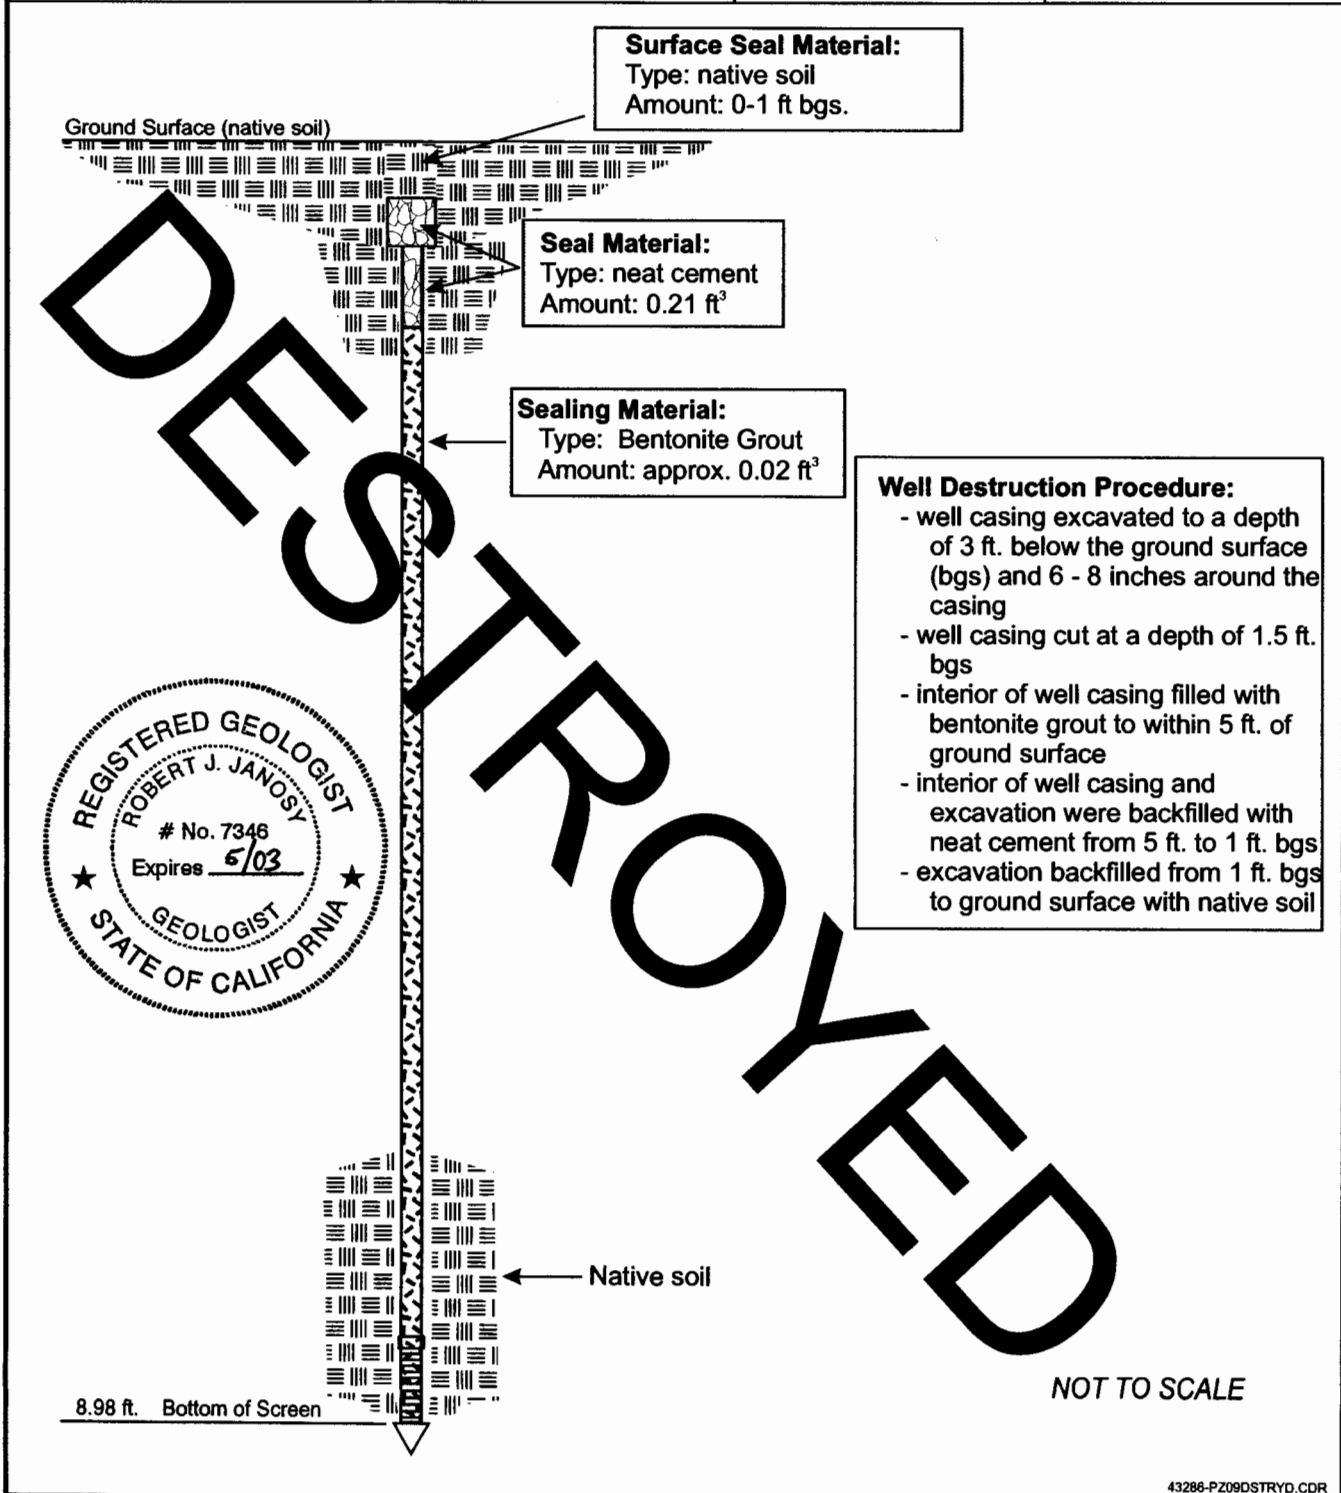 Surface Seal Material:
Type: native soil
Amount: 0-1 ft bgs.
Ground Surface (native soil)
Seal Material:
Type: neat cement
Amount: 0.21 ft³
Sealing Material:
Type: Bentonite Grout
Amount: approx. 0.02 ft³
Well Destruction Procedure:
- well casing excavated to a depth
of 3 ft. below the ground surface
(bgs) and 6 - 8 inches around the
casing
- well casing cut at a depth of 1.5 ft.
bgs
- interior of well casing filled with
bentonite grout to within 5 ft. of
ground surface
- interior of well casing and
excavation were backfilled with
neat cement from 5 ft. to 1 ft. bgs
- excavation backfilled from 1 ft. bgs
to ground surface with native soil
DESTROYED
REGISTERED GEOLOGIST
ROBERT J. JANOSY
# No. 7346
Expires 5/03
GEOLOGIST
★ STATE OF CALIFORNIA ★
Native soil
8.98 ft. Bottom of Screen
NOT TO SCALE
43286-PZ09DSTRYD.CDR